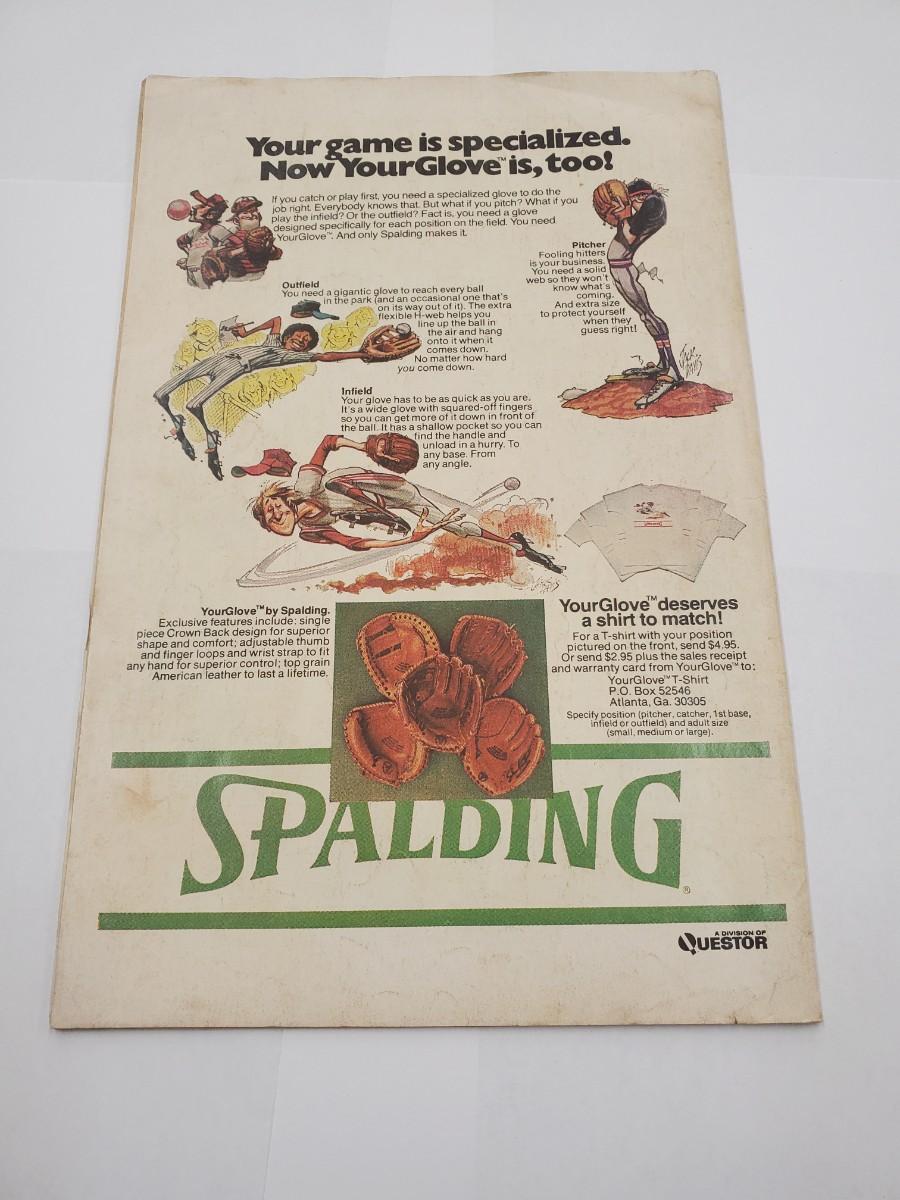 Your game is specialized.
Now YourGlove™ is, too!
If you catch or play first, you need a specialized glove to do the
job right. Everybody knows that. But what if you pitch? What if you
play the infield? Or the outfield? Fact is, you need a glove
designed specifically for each position on the field. You need
YourGlove™. And only Spalding makes it.
Pitcher
Fooling hitters
is your business.
You need a solid
web so they won't
know what's
coming.
And extra size
to protect yourself
when they
guess right!
JACK
DAVIS
Outfield
You need a gigantic glove to reach every ball
in the park (and an occasional one that's
on its way out of it). The extra
flexible H-web helps you
line up the ball in
the air and hang
onto it when it
comes down.
No matter how hard
you come down.
Infield
Your glove has to be as quick as you are.
It's a wide glove with squared-off fingers
so you can get more of it down in front of
the ball. It has a shallow pocket so you can
find the handle and
unload in a hurry. To
any base. From
any angle.
YourGlove™ by Spalding.
Exclusive features include: single
piece Crown Back design for superior
shape and comfort; adjustable thumb
and finger loops and wrist strap to fit
any hand for superior control; top grain
American leather to last a lifetime.
YourGlove™ deserves
a shirt to match!
For a T-shirt with your position
pictured on the front, send $4.95.
Or send $2.95 plus the sales receipt
and warranty card from YourGlove™ to:
YourGlove™ T-Shirt
P.O. Box 52546
Atlanta, Ga. 30305
Specify position (pitcher, catcher, 1st base,
infield or outfield) and adult size
(small, medium or large).
SPALDING®
A DIVISION OF
QUESTOR